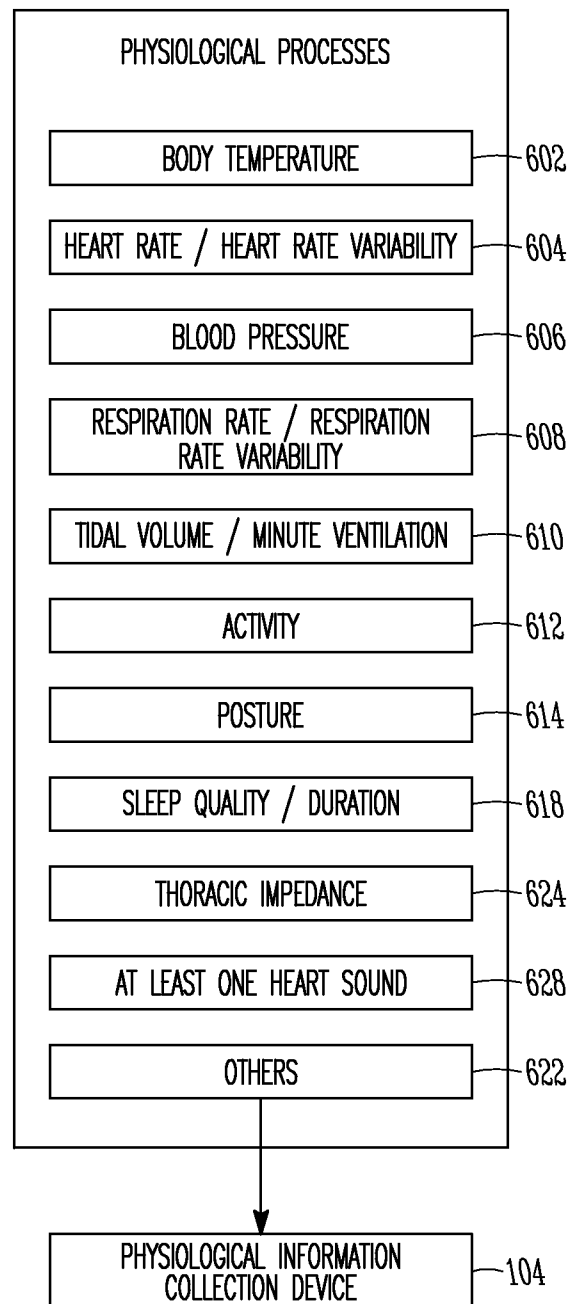 PHYSIOLOGICAL PROCESSES
BODY TEMPERATURE 602
HEART RATE / HEART RATE VARIABILITY 604
BLOOD PRESSURE 606
RESPIRATION RATE / RESPIRATION
RATE VARIABILITY 608
TIDAL VOLUME / MINUTE VENTILATION 610
ACTIVITY 612
POSTURE 614
SLEEP QUALITY / DURATION 618
THORACIC IMPEDANCE 624
AT LEAST ONE HEART SOUND 628
OTHERS 622
PHYSIOLOGICAL INFORMATION
COLLECTION DEVICE 104